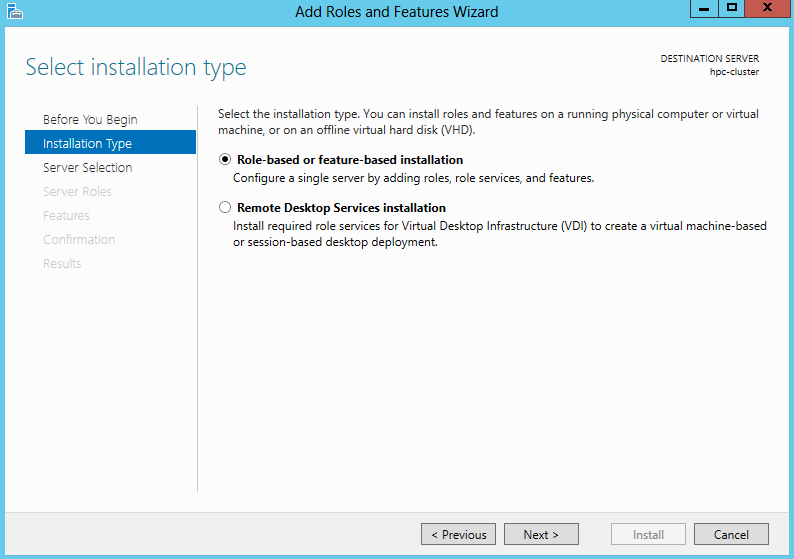 Add Roles and Features Wizard
Select installation type
DESTINATION SERVER
hpc-cluster
Before You Begin
Installation Type
Server Selection
Server Roles
Features
Confirmation
Results
Select the installation type. You can install roles and features on a running physical computer or virtual
machine, or on an offline virtual hard disk (VHD).
Role-based or feature-based installation
Configure a single server by adding roles, role services, and features.
Remote Desktop Services installation
Install required role services for Virtual Desktop Infrastructure (VDI) to create a virtual machine-based
or session-based desktop deployment.
< Previous
Next >
Install
Cancel